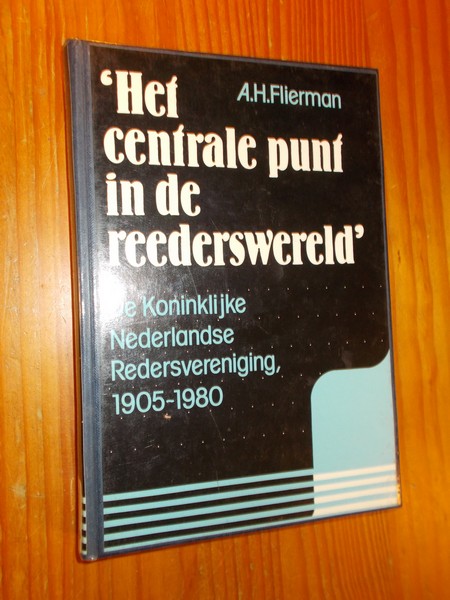 ‘Het
A.H.Flierman
centrale punt
in de
reederswereld’
De Koninklijke
Nederlandse
Redersvereniging,
1905-1980